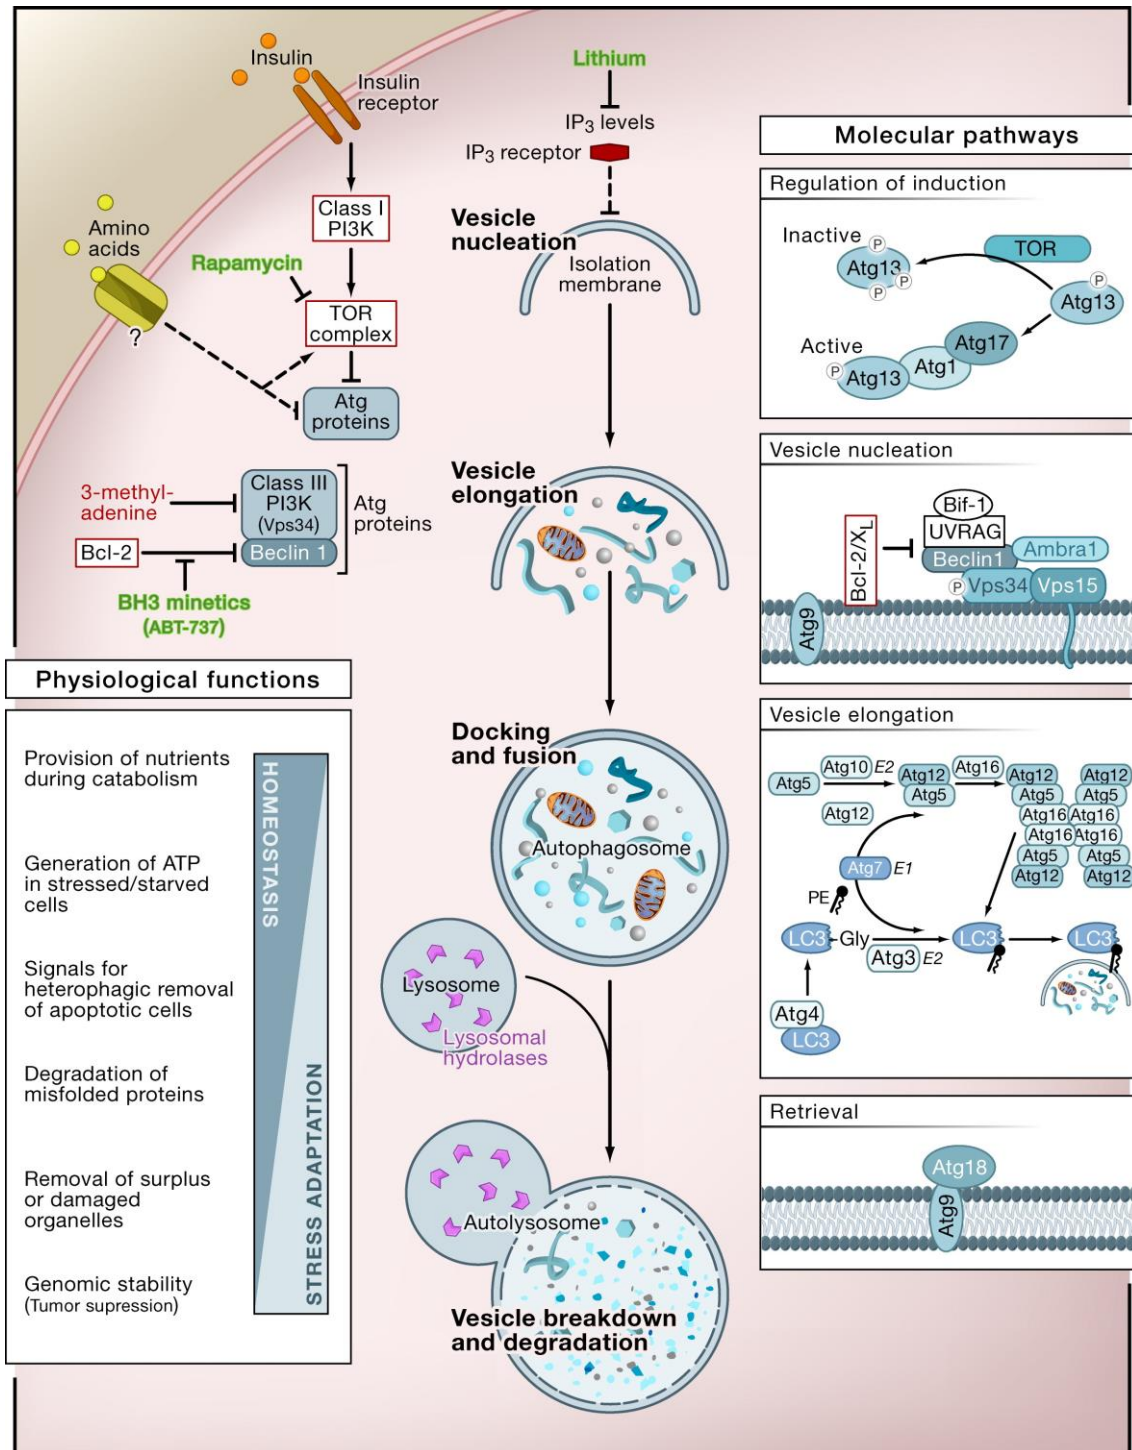 Insulin
Insulin
receptor
Class I
PI3K
Amino
acids
?
Rapamycin
TOR
complex
Atg
proteins
3-methyl-
adenine
Class III
PI3K
(Vps34)
Beclin 1
Atg
proteins
Bcl-2
BH3 minetics
(ABT-737)
Lithium
IP3 levels
IP3 receptor
Vesicle
nucleation
Isolation
membrane
Vesicle
elongation
Docking
and fusion
Autophagosome
Lysosome
Lysosomal
hydrolases
Autolysosome
Vesicle breakdown
and degradation
Physiological functions
Provision of nutrients
during catabolism
Generation of ATP
in stressed/starved
cells
Signals for
heterophagic removal
of apoptotic cells
Degradation of
misfolded proteins
Removal of surplus
or damaged
organelles
Genomic stability
(Tumor supression)
HOMEOSTASIS
STRESS ADAPTATION
Molecular pathways
Regulation of induction
Inactive
P
Atg13
P
P
TOR
P
Atg13
Active
P
Atg13
Atg1
Atg17
Vesicle nucleation
Bcl-2/XL
Bif-1
UVRAG
Beclin1
Ambra1
P
Vps34
Vps15
Atg9
Vesicle elongation
Atg5
Atg10 E2
Atg12
Atg12
Atg5
Atg16
Atg12
Atg5
Atg16
Atg16
Atg5
Atg12
Atg12
Atg5
Atg16
Atg16
Atg5
Atg12
Atg7 E1
PE
LC3
Gly
Atg3 E2
LC3
LC3
Atg4
LC3
Retrieval
Atg18
Atg9